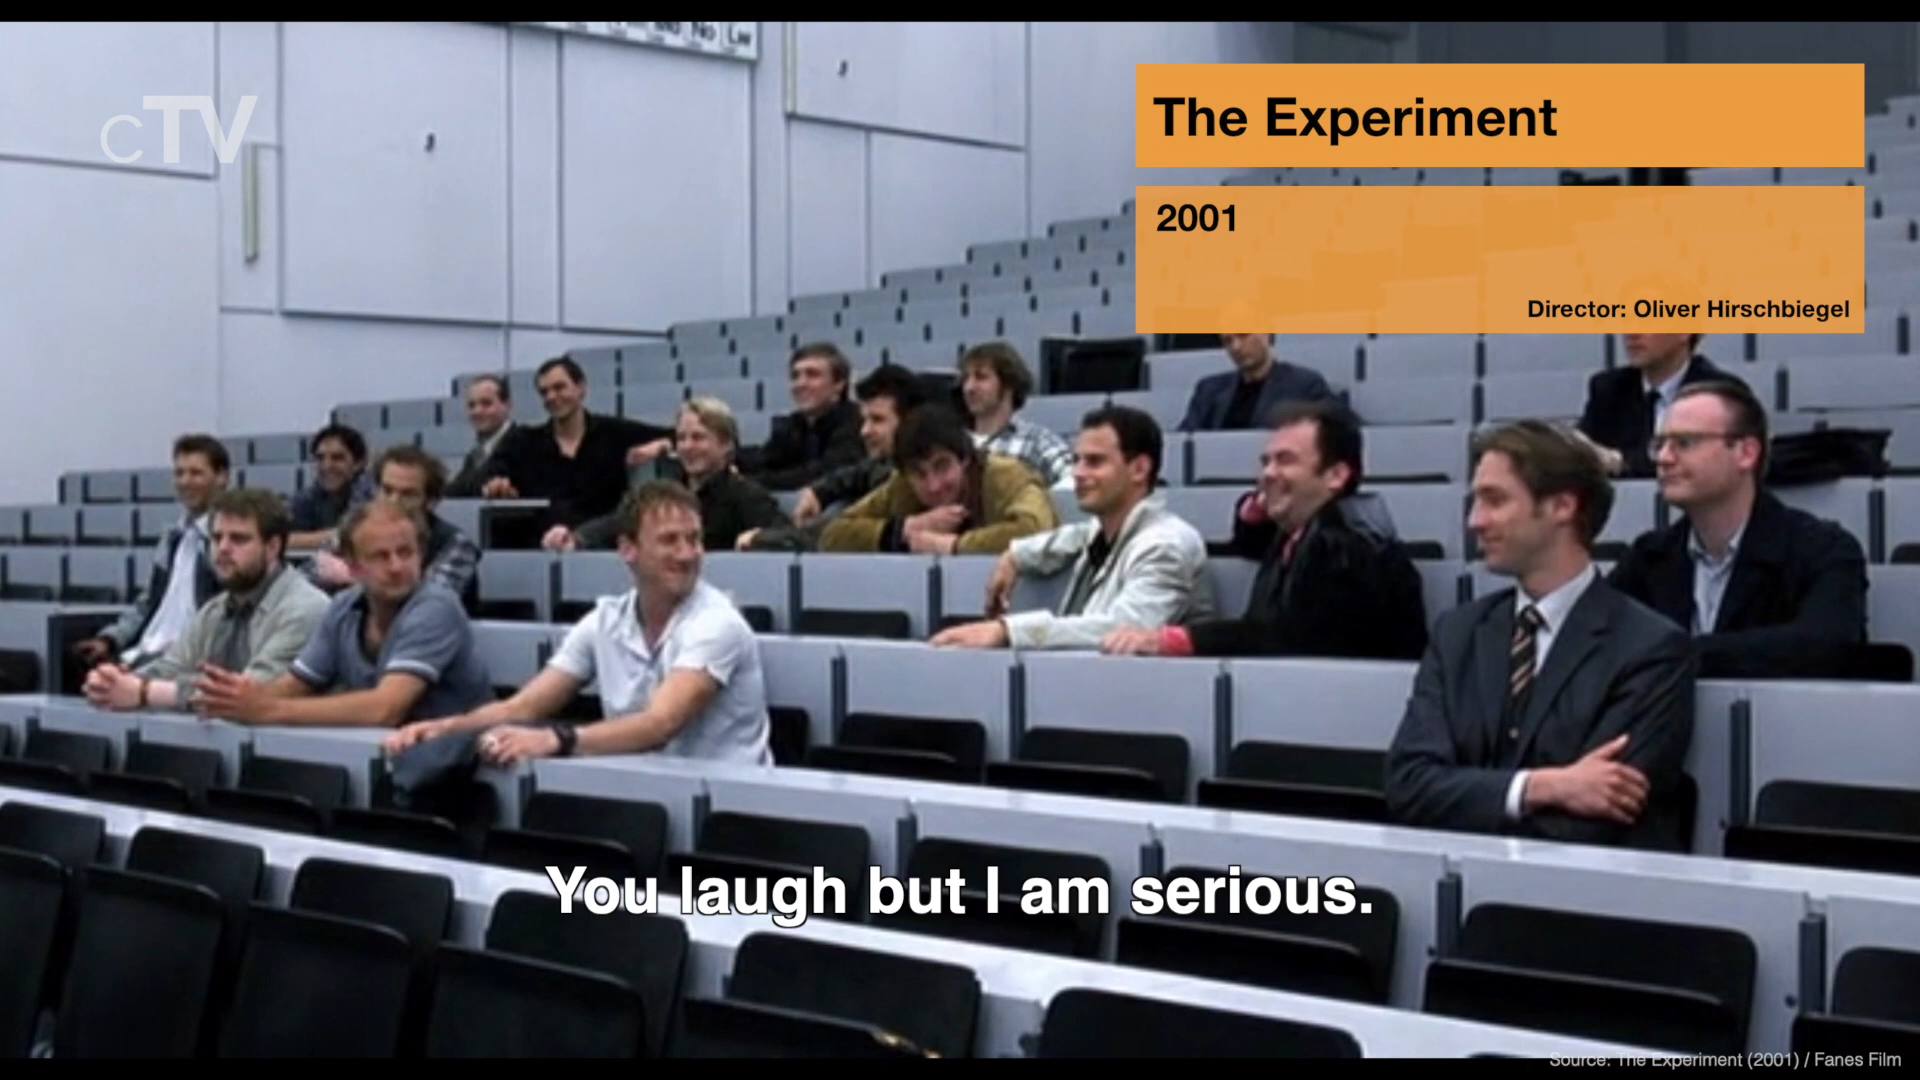 cTV
The Experiment
2001
Director: Oliver Hirschbiegel
You laugh but I am serious.
Source: The Experiment (2001) / Fanes Film